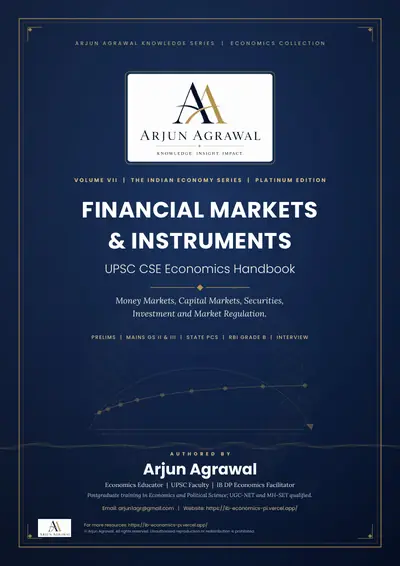 ARJUN AGRAWAL KNOWLEDGE SERIES | ECONOMICS COLLECTION
AA
ARJUN AGRAWAL
KNOWLEDGE. INSIGHT. IMPACT.
VOLUME VII | THE INDIAN ECONOMY SERIES | PLATINUM EDITION
FINANCIAL MARKETS
& INSTRUMENTS
UPSC CSE Economics Handbook
Money Markets, Capital Markets, Securities,
Investment and Market Regulation.
PRELIMS | MAINS GS II & III | STATE PCS | RBI GRADE B | INTERVIEW
AUTHORED BY
Arjun Agrawal
Economics Educator | UPSC Faculty | IB DP Economics Facilitator
Postgraduate training in Economics and Political Science; UGC-NET and MH-SET qualified.
Email: arjunlagr@gmail.com | Website: https://ib-economics-pi.vercel.app/
AA
ARJUN AGRAWAL
For more resources: https://ib-economics-pi.vercel.app/
© Arjun Agrawal. All rights reserved. Unauthorised reproduction or redistribution is prohibited.